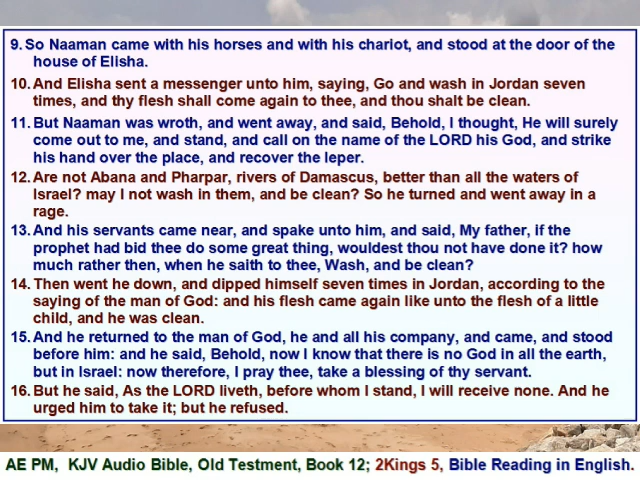 9. So Naaman came with his horses and with his chariot, and stood at the door of the
house of Elisha.
10. And Elisha sent a messenger unto him, saying, Go and wash in Jordan seven
times, and thy flesh shall come again to thee, and thou shalt be clean.
11. But Naaman was wroth, and went away, and said, Behold, I thought, He will surely
come out to me, and stand, and call on the name of the LORD his God, and strike
his hand over the place, and recover the leper.
12. Are not Abana and Pharpar, rivers of Damascus, better than all the waters of
Israel? may I not wash in them, and be clean? So he turned and went away in a
rage.
13. And his servants came near, and spake unto him, and said, My father, if the
prophet had bid thee do some great thing, wouldest thou not have done it? how
much rather then, when he saith to thee, Wash, and be clean?
14. Then went he down, and dipped himself seven times in Jordan, according to the
saying of the man of God: and his flesh came again like unto the flesh of a little
child, and he was clean.
15. And he returned to the man of God, he and all his company, and came, and stood
before him: and he said, Behold, now I know that there is no God in all the earth,
but in Israel: now therefore, I pray thee, take a blessing of thy servant.
16. But he said, As the LORD liveth, before whom I stand, I will receive none. And he
urged him to take it; but he refused.
AE PM, KJV Audio Bible, Old Testment, Book 12; 2Kings 5, Bible Reading in English.